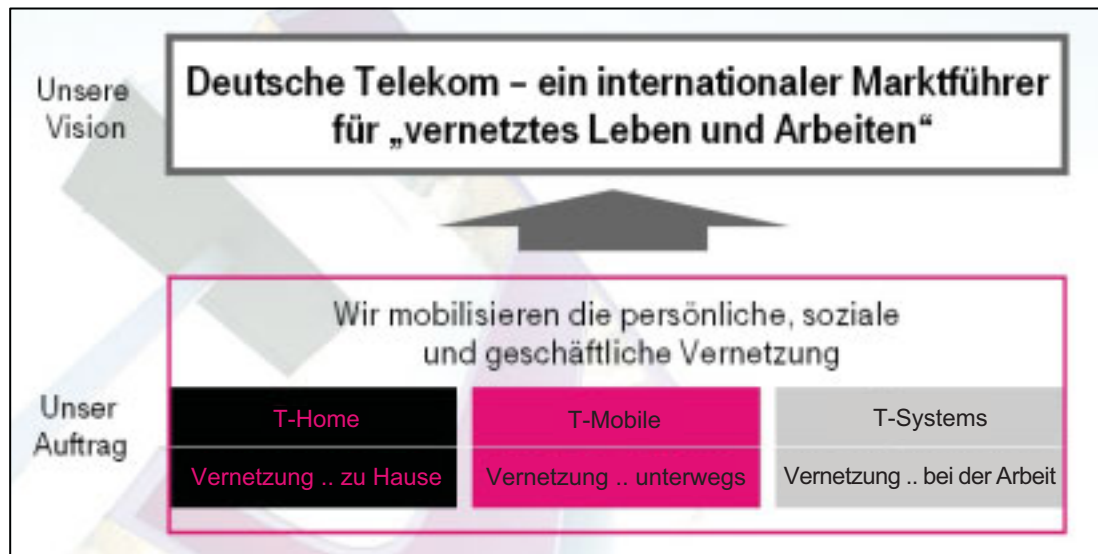 Unsere
Vision
Deutsche Telekom – ein internationaler Marktführer
für „vernetztes Leben und Arbeiten“
Wir mobilisieren die persönliche, soziale
und geschäftliche Vernetzung
Unser
Auftrag
T-Home
T-Mobile
T-Systems
Vernetzung .. zu Hause
Vernetzung .. unterwegs
Vernetzung .. bei der Arbeit